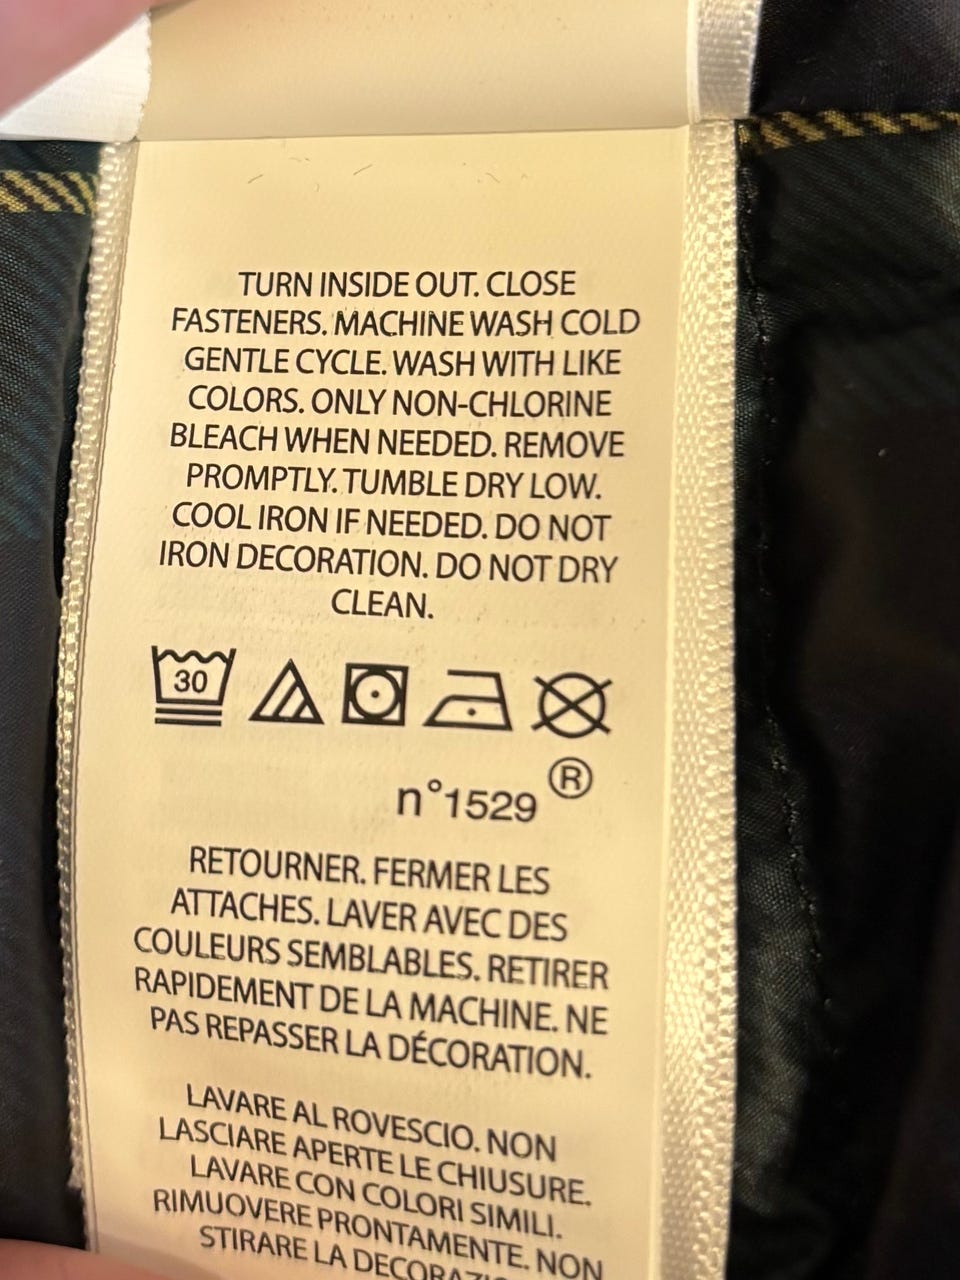 TURN INSIDE OUT. CLOSE
FASTENERS. MACHINE WASH COLD
GENTLE CYCLE. WASH WITH LIKE
COLORS. ONLY NON-CHLORINE
BLEACH WHEN NEEDED. REMOVE
PROMPTLY. TUMBLE DRY LOW.
COOL IRON IF NEEDED. DO NOT
IRON DECORATION. DO NOT DRY
CLEAN.
30
n°1529 ®
RETOURNER. FERMER LES
ATTACHES. LAVER AVEC DES
COULEURS SEMBLABLES. RETIRER
RAPIDEMENT DE LA MACHINE. NE
PAS REPASSER LA DÉCORATION.
LAVARE AL ROVESCIO. NON
LASCIARE APERTE LE CHIUSURE.
LAVARE CON COLORI SIMILI.
RIMUOVERE PRONTAMENTE. NON
STIRARE LA